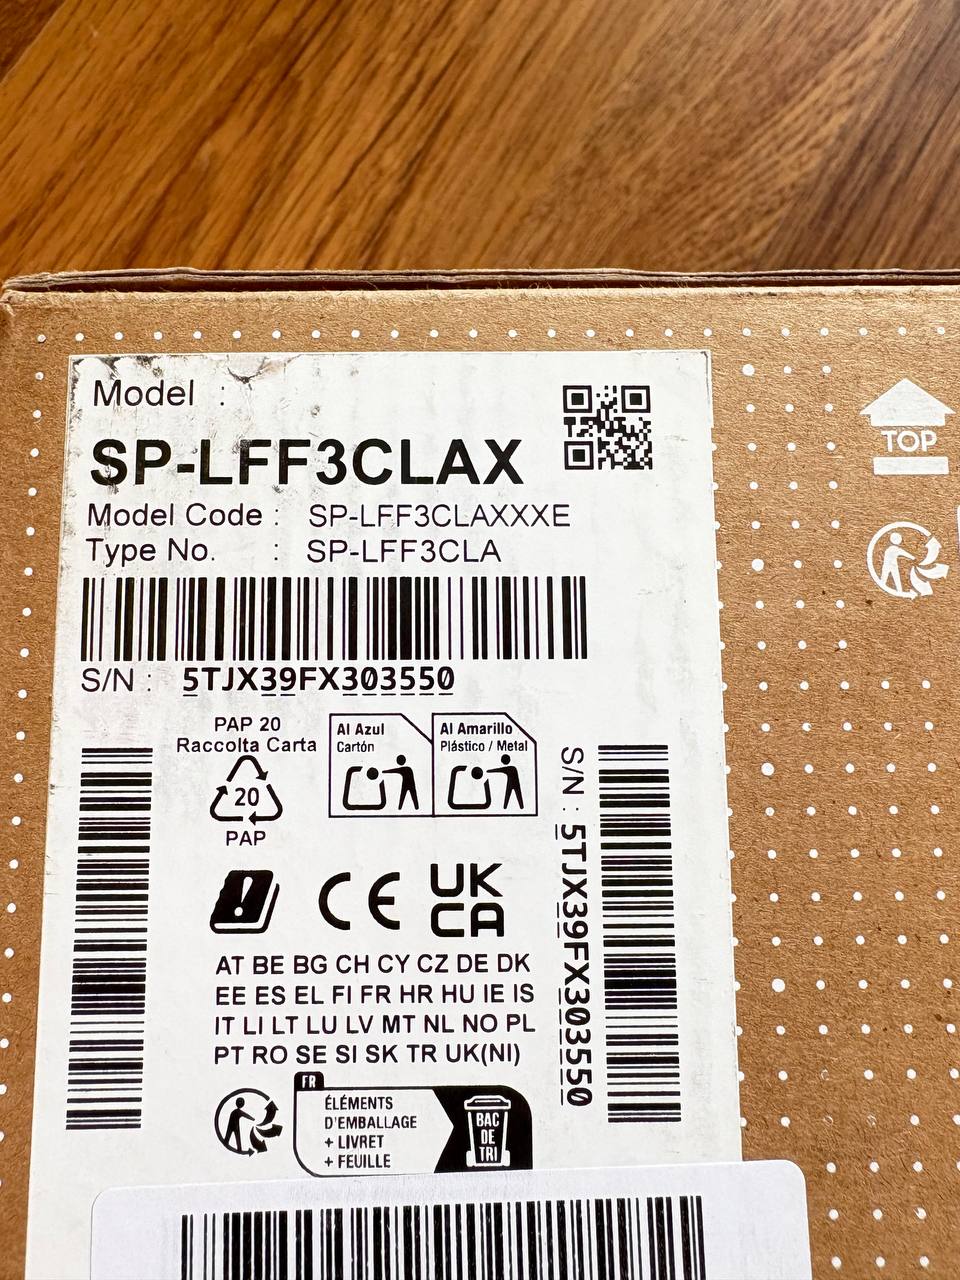 Model :
SP-LFF3CLAX
Model Code : SP-LFF3CLAXXXE
Type No. : SP-LFF3CLA
S/N : 5TJX39FX303550
PAP 20
Raccolta Carta
20
PAP
Al Azul
Cartón
Al Amarillo
Plástico / Metal
S/N : 5TJX39FX303550
CE
UK
CA
AT BE BG CH CY CZ DE DK
EE ES EL FI FR HR HU IE IS
IT LI LT LU LV MT NL NO PL
PT RO SE SI SK TR UK(NI)
FR
ÉLÉMENTS
D'EMBALLAGE
+ LIVRET
+ FEUILLE
BAC
DE
TRI
TOP